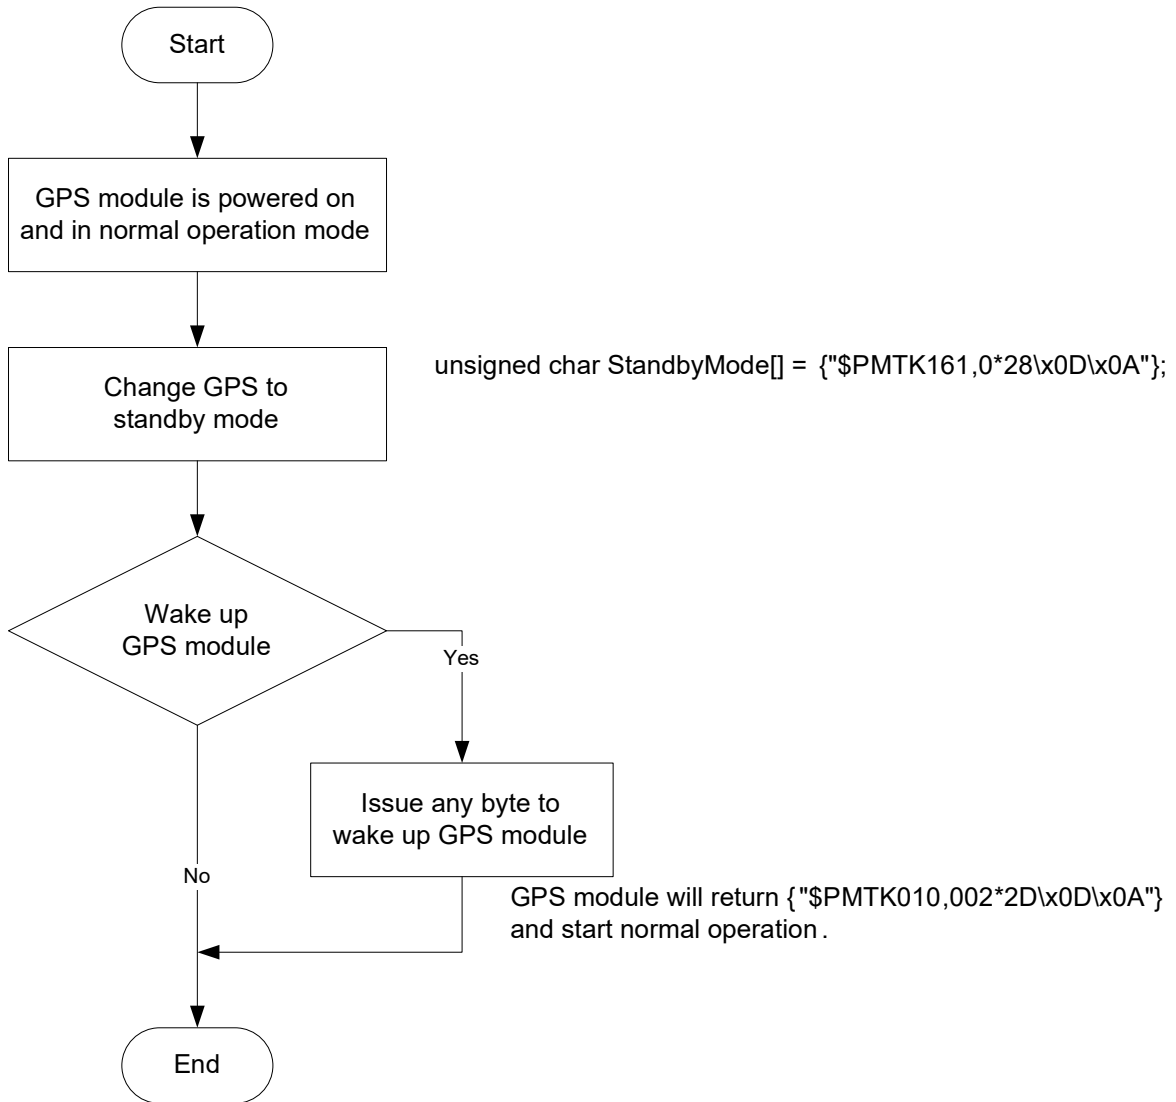 Start
GPS module is powered on
and in normal operation mode
Change GPS to
standby mode
unsigned char StandbyMode[] = {"$PMTK161,0*28\x0D\x0A"};
Wake up
GPS module
Yes
Issue any byte to
wake up GPS module
No
GPS module will return {"$PMTK010,002*2D\x0D\x0A"}
and start normal operation.
End